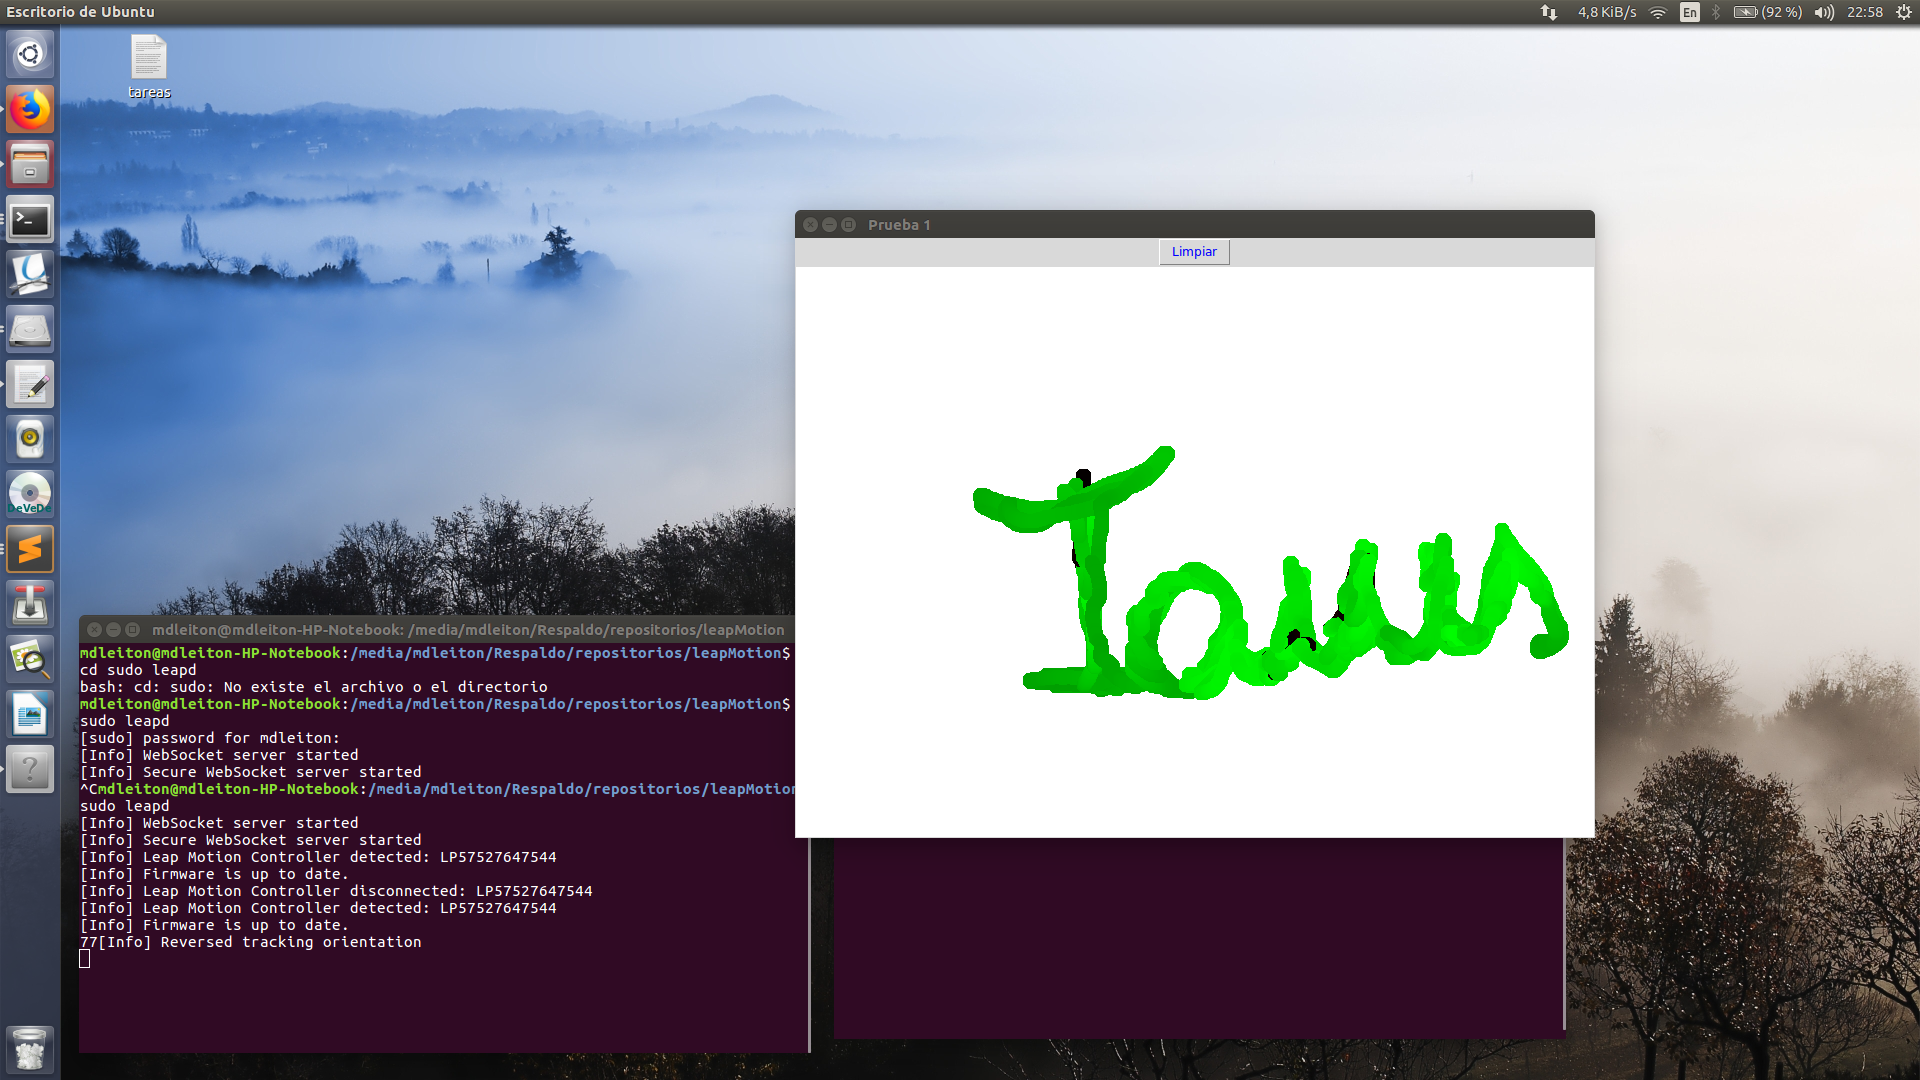 Escritorio de Ubuntu
4,8 KiB/s En (92 %) 22:58
tareas
DeVeDe
Prueba 1
Limpiar
mdleiton@mdleiton-HP-Notebook: /media/mdleiton/Respaldo/repositorios/leapMotion
mdleiton@mdleiton-HP-Notebook:/media/mdleiton/Respaldo/repositorios/leapMotion$
cd sudo leapd
bash: cd: sudo: No existe el archivo o el directorio
mdleiton@mdleiton-HP-Notebook:/media/mdleiton/Respaldo/repositorios/leapMotion$
sudo leapd
[sudo] password for mdleiton:
[Info] WebSocket server started
[Info] Secure WebSocket server started
^Cmdleiton@mdleiton-HP-Notebook:/media/mdleiton/Respaldo/repositorios/leapMotion
sudo leapd
[Info] WebSocket server started
[Info] Secure WebSocket server started
[Info] Leap Motion Controller detected: LP57527647544
[Info] Firmware is up to date.
[Info] Leap Motion Controller disconnected: LP57527647544
[Info] Leap Motion Controller detected: LP57527647544
[Info] Firmware is up to date.
77[Info] Reversed tracking orientation